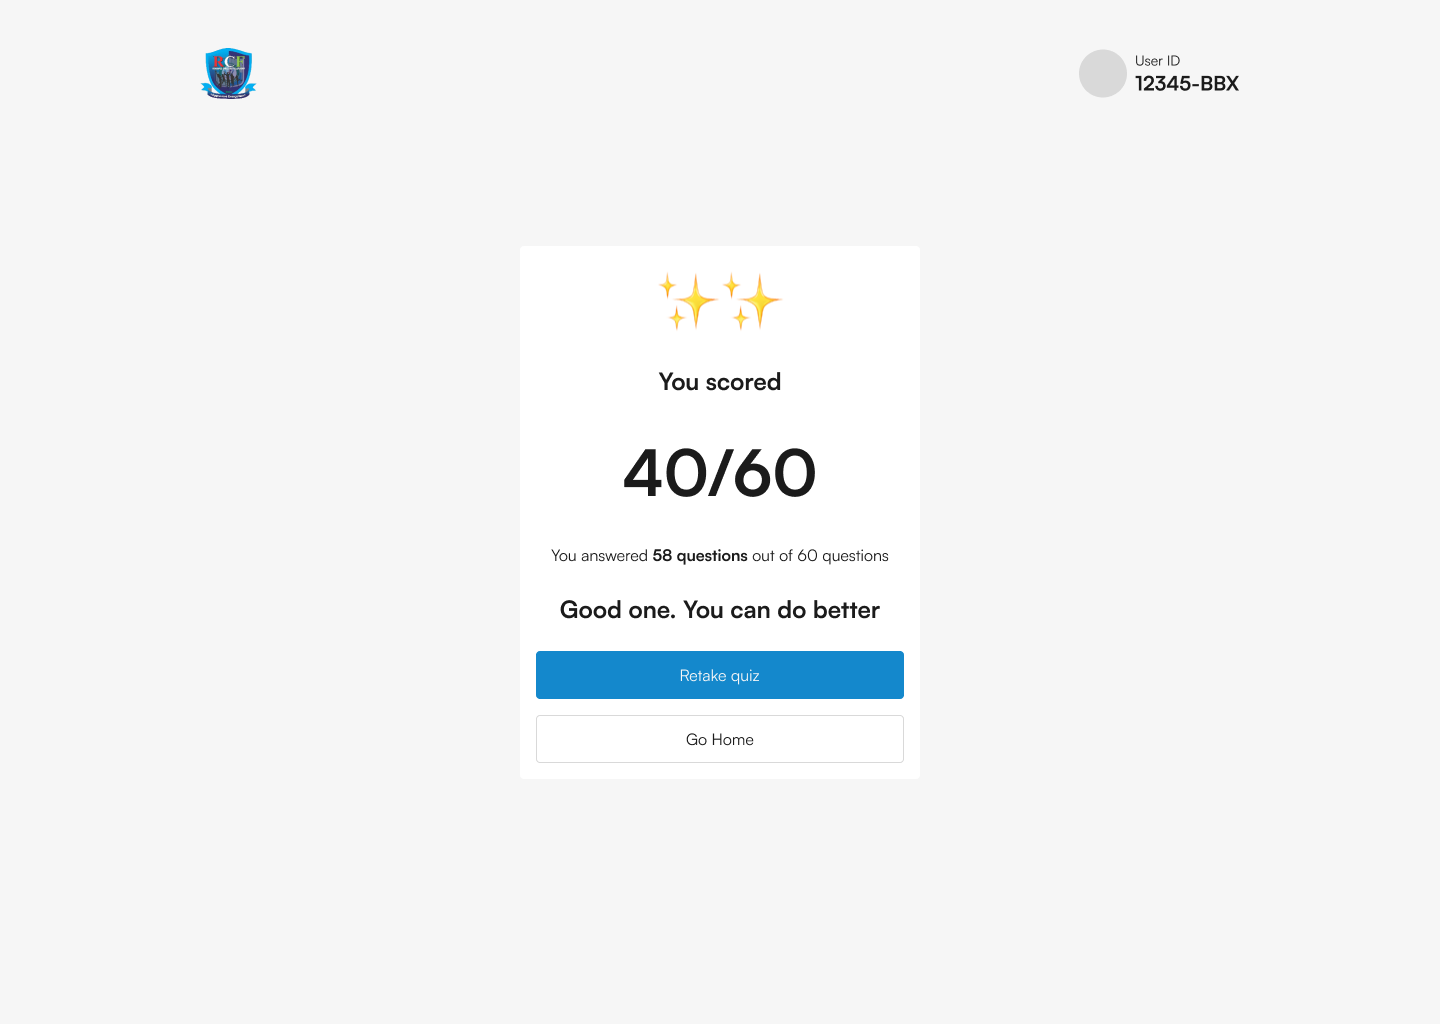 RCF
User ID
12345-BBX
You scored
40/60
You answered 58 questions out of 60 questions
Good one. You can do better
Retake quiz
Go Home